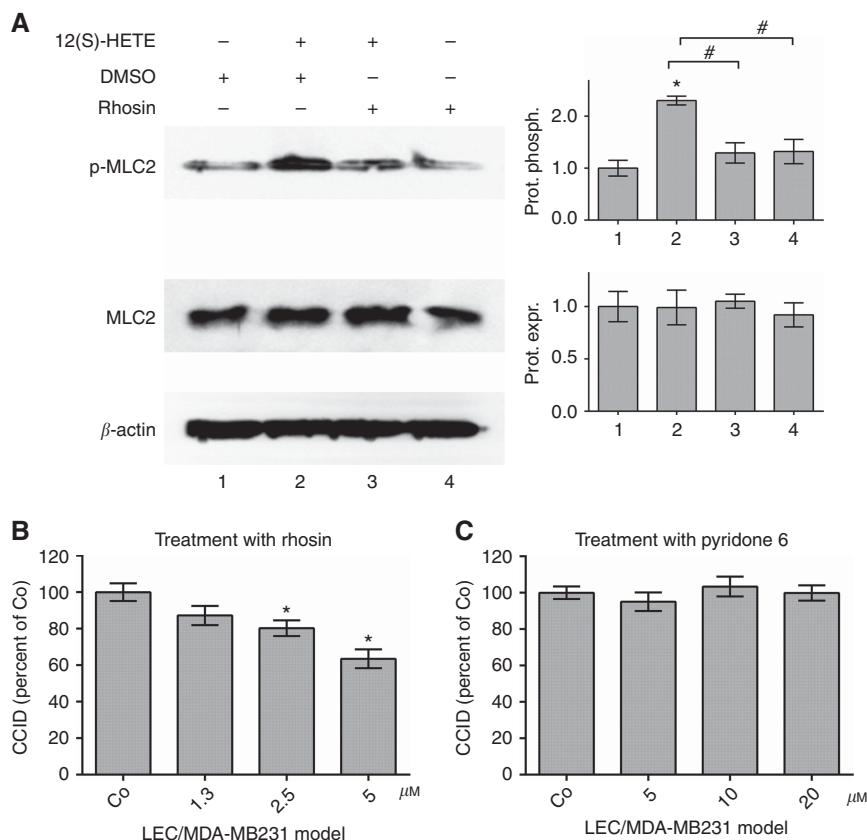 A
12(S)-HETE – + + –
DMSO + + – –
Rhosin – – + +
p-MLC2
MLC2
β-actin
1 2 3 4
#
#
*
Prot. phosph.
2.0
1.0
0.0
1 2 3 4
Prot. expr.
1.0
0.5
0.0
1 2 3 4
B
Treatment with rhosin
CCID (percent of Co)
120
100
80
60
40
20
0
*
*
Co 1.3 2.5 5 μM
LEC/MDA-MB231 model
C
Treatment with pyridone 6
CCID (percent of Co)
120
100
80
60
40
20
0
Co 5 10 20 μM
LEC/MDA-MB231 model